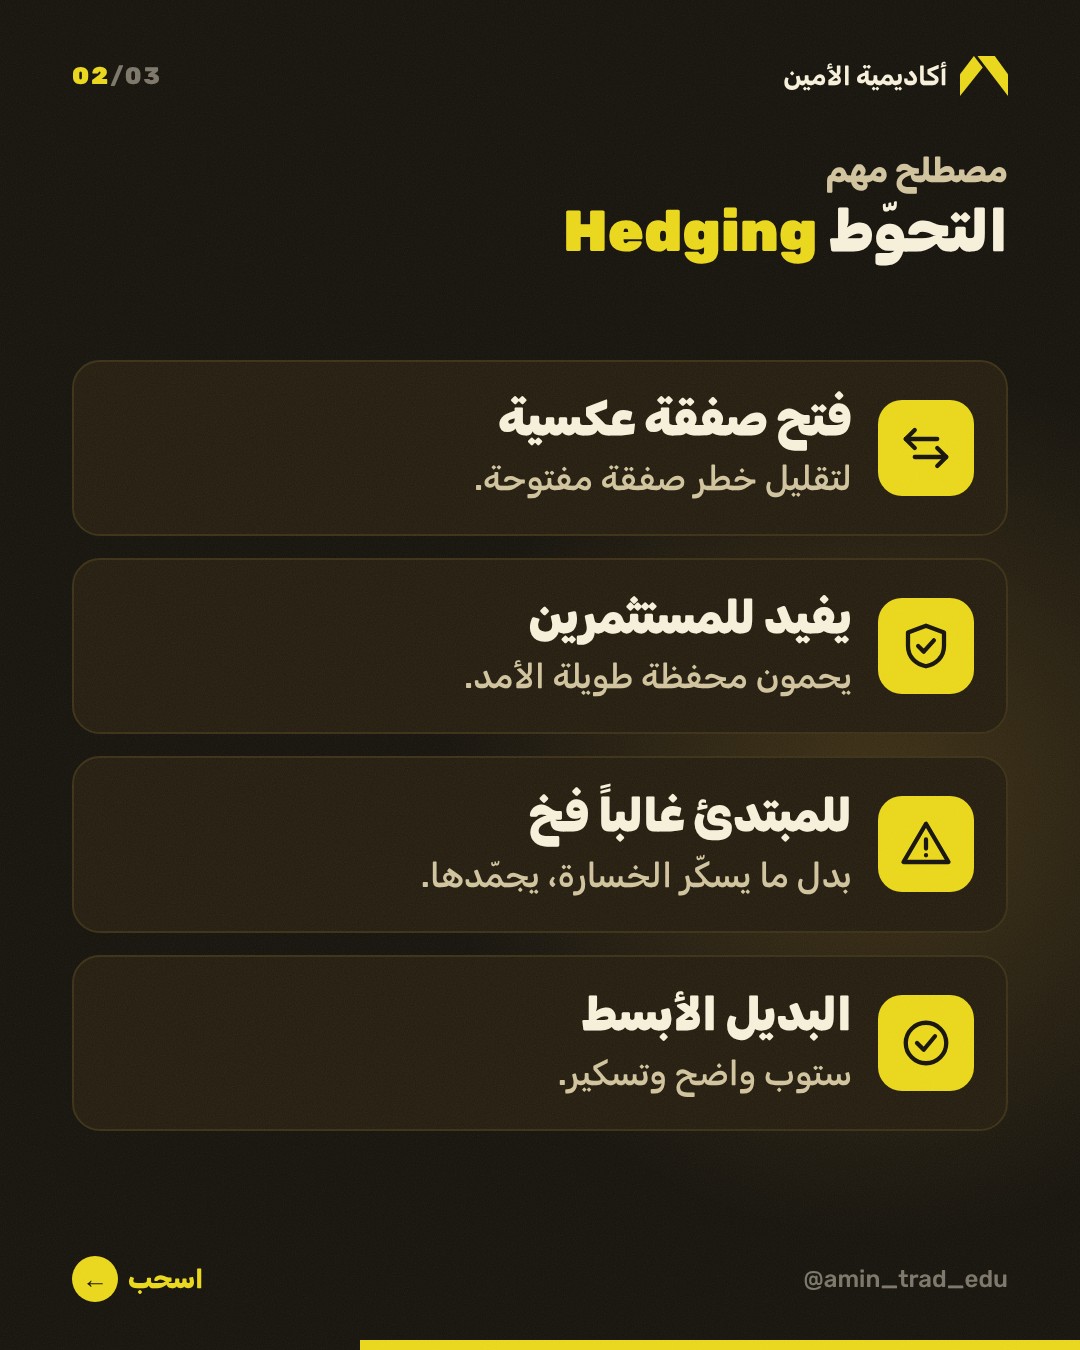 أكاديمية الأمين
02/03
مصطلح مهم
التحوّط Hedging
فتح صفقة عكسية
لتقليل خطر صفقة مفتوحة.
يفيد للمستثمرين
يحمون محفظة طويلة الأمد.
للمبتدئ غالباً فخ
بدل ما يسكّر الخسارة، يجمّدها.
البديل الأبسط
ستوب واضح وتسكير.
@amin_trad_edu
اسحب ←